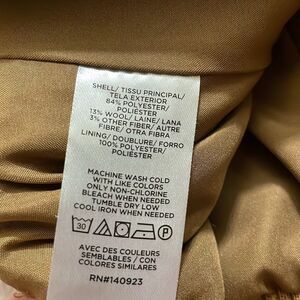 SHELL/ TISSU PRINCIPAL/
TELA EXTERIOR
84% POLYESTER/
POLIÉSTER
13% WOOL/ LAINE/ LANA
3% OTHER FIBER/ AUTRE
FIBRE/ OTRA FIBRA
LINING/ DOUBLURE/ FORRO
100% POLYESTER/
POLIÉSTER
MACHINE WASH COLD
WITH LIKE COLORS
ONLY NON-CHLORINE
BLEACH WHEN NEEDED
TUMBLE DRY LOW
COOL IRON WHEN NEEDED
30 P
AVEC DES COULEURS
SEMBLABLES / CON
COLORES SIMILARES
RN#140923